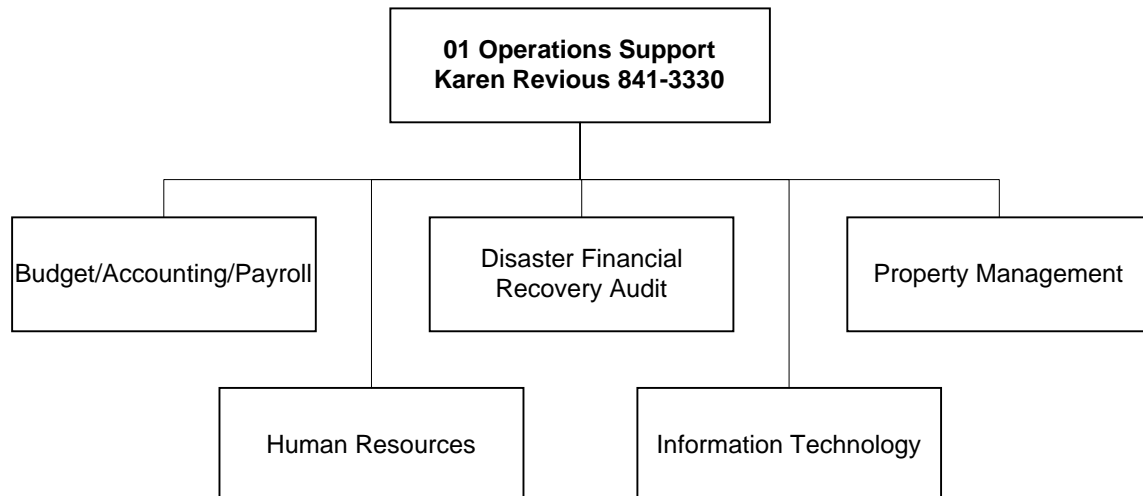 01 Operations Support
Karen Revious 841-3330
Budget/Accounting/Payroll
Disaster Financial
Recovery Audit
Property Management
Human Resources
Information Technology